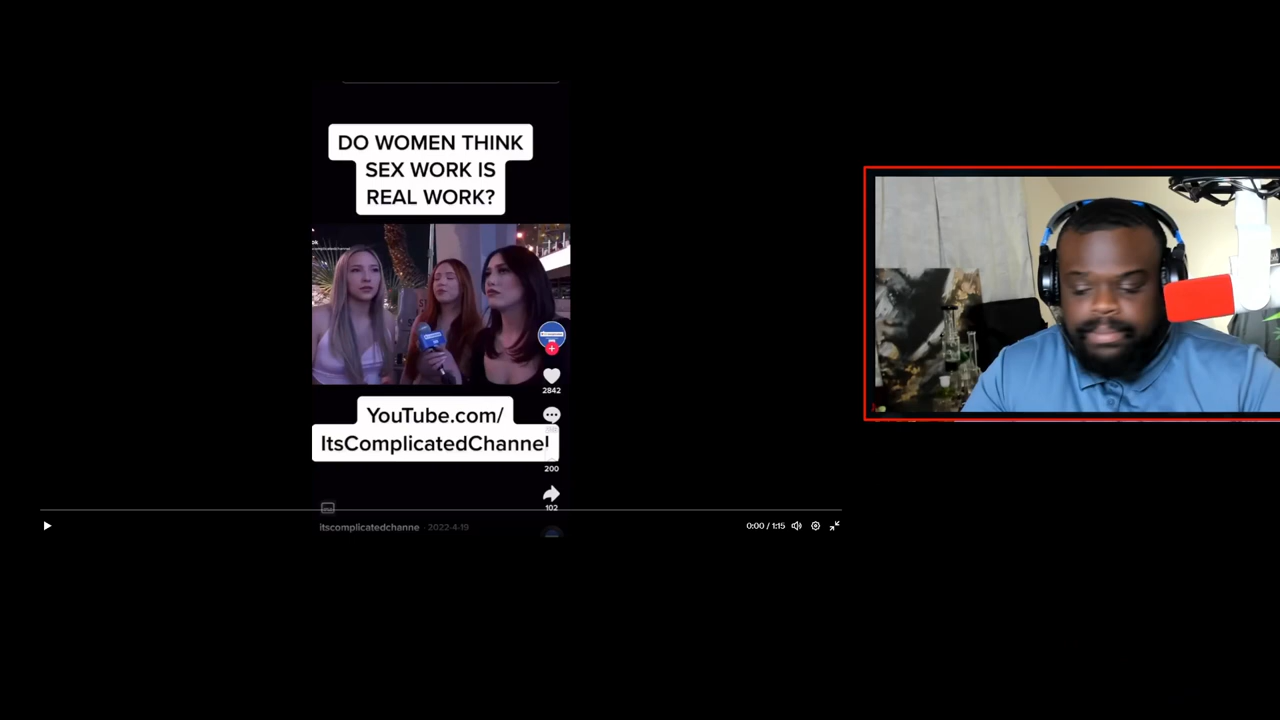 DO WOMEN THINK
SEX WORK IS
REAL WORK?
2842
YouTube.com/
ItsComplicatedChannel
200
102
itscomplicatedchanne · 2022-4-19
0:00 / 1:15